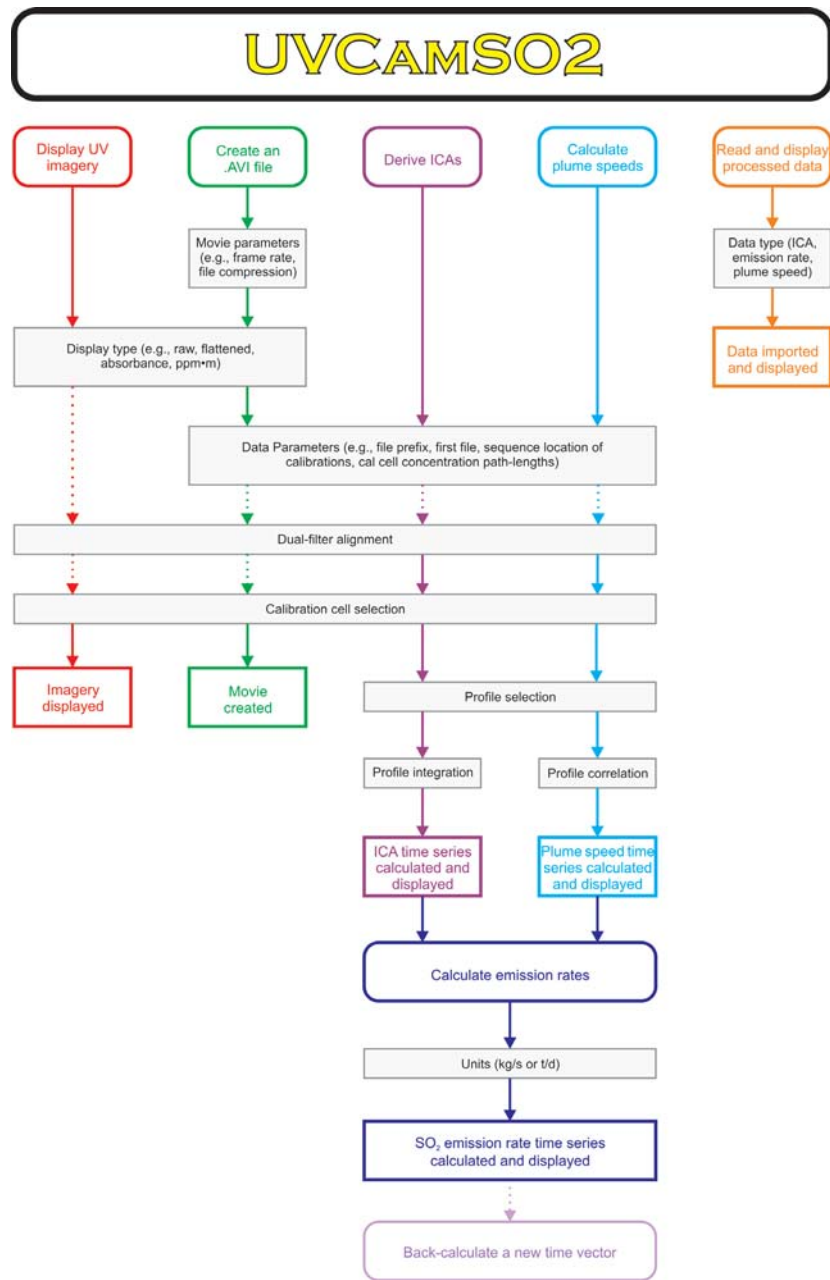 UVCamSO2
Display UV
imagery
Create an
.AVI file
Derive ICAs
Calculate
plume speeds
Read and display
processed data
Movie parameters
(e.g., frame rate,
file compression)
Data type (ICA,
emission rate,
plume speed)
Display type (e.g., raw, flattened,
absorbance, ppm•m)
Data imported
and displayed
Data Parameters (e.g., file prefix, first file, sequence location of
calibrations, cal cell concentration path-lengths)
Dual-filter alignment
Calibration cell selection
Imagery
displayed
Movie
created
Profile selection
Profile integration
Profile correlation
ICA time series
calculated and
displayed
Plume speed time
series calculated
and displayed
Calculate emission rates
Units (kg/s or t/d)
SO₂ emission rate time series
calculated and displayed
Back-calculate a new time vector